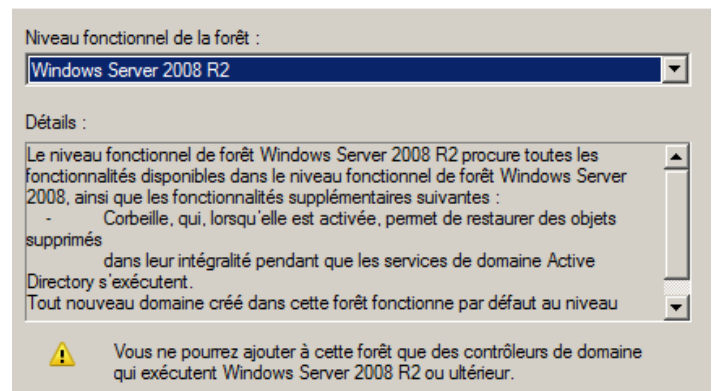 Niveau fonctionnel de la forêt :
Windows Server 2008 R2
Détails :
Le niveau fonctionnel de forêt Windows Server 2008 R2 procure toutes les
fonctionnalités disponibles dans le niveau fonctionnel de forêt Windows Server
2008, ainsi que les fonctionnalités supplémentaires suivantes :
- Corbeille, qui, lorsqu'elle est activée, permet de restaurer des objets
supprimés
dans leur intégralité pendant que les services de domaine Active
Directory s'exécutent.
Tout nouveau domaine créé dans cette forêt fonctionne par défaut au niveau
Vous ne pourrez ajouter à cette forêt que des contrôleurs de domaine
qui exécutent Windows Server 2008 R2 ou ultérieur.